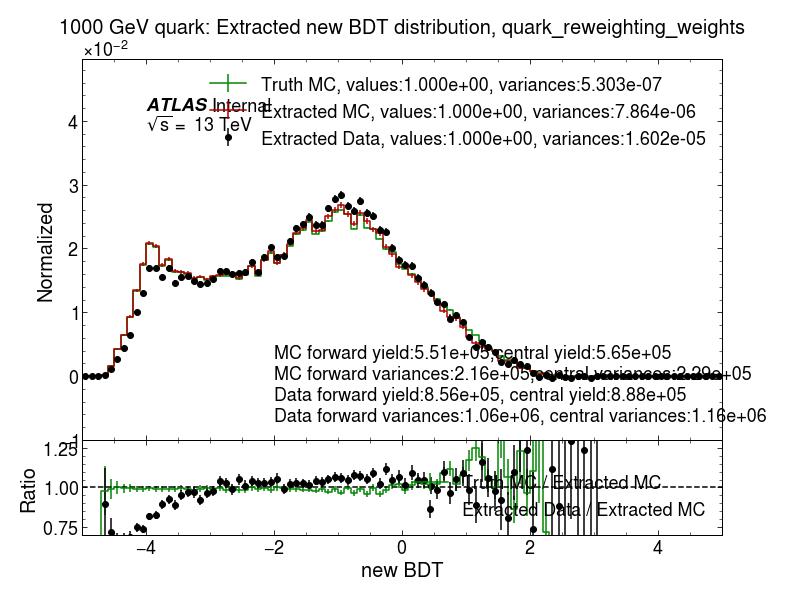 1000 GeV quark: Extracted new BDT distribution, quark_reweighting_weights
×10⁻²
Truth MC, values:1.000e+00, variances:5.303e-07
ATLAS Internal
Extracted MC, values:1.000e+00, variances:7.864e-06
√s = 13 TeV
Extracted Data, values:1.000e+00, variances:1.602e-05
4
3
2
1
0
−1
Normalized
MC forward yield:5.51e+05,central yield:5.65e+05
MC forward variances:2.16e+05,central variances:2.29e+05
Data forward yield:8.56e+05, central yield:8.88e+05
Data forward variances:1.06e+06, central variances:1.16e+06
1.25
1.00
0.75
Ratio
Truth MC / Extracted MC
Extracted Data / Extracted MC
−4 −2 0 2 4
new BDT